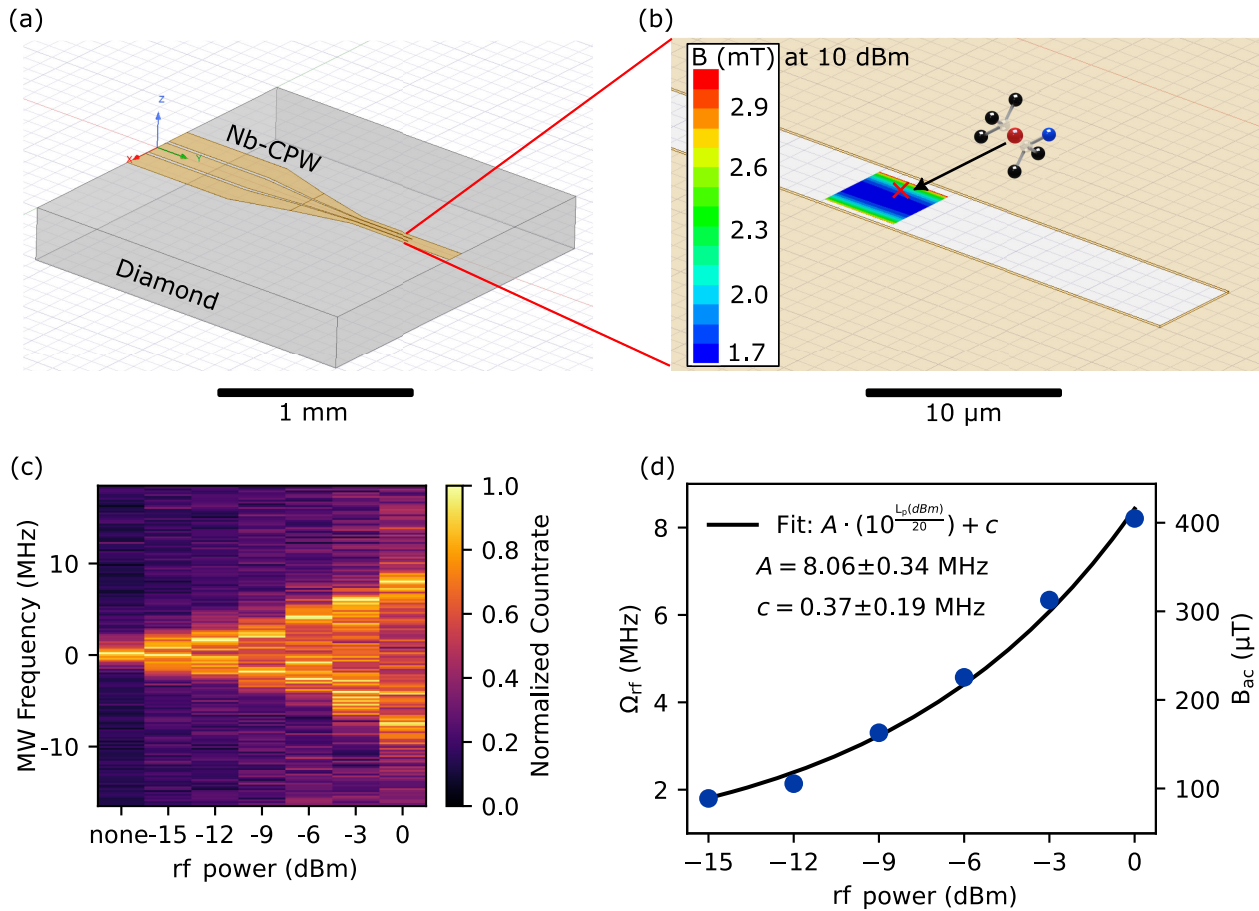 (a)
Z
X
Y
Nb-CPW
Diamond
1 mm
(b)
B (mT) at 10 dBm
2.9
2.6
2.3
2.0
1.7
10 μm
(c)
MW Frequency (MHz)
10
0
-10
none -15 -12 -9 -6 -3 0
rf power (dBm)
1.0
0.8
0.6
0.4
0.2
0.0
Normalized Countrate
(d)
Ω_rf (MHz)
8
6
4
2
Fit: A · (10^{L_p(dBm)/20}) + c
A = 8.06±0.34 MHz
c = 0.37±0.19 MHz
400
300
200
100
B_ac (μT)
−15 −12 −9 −6 −3 0
rf power (dBm)